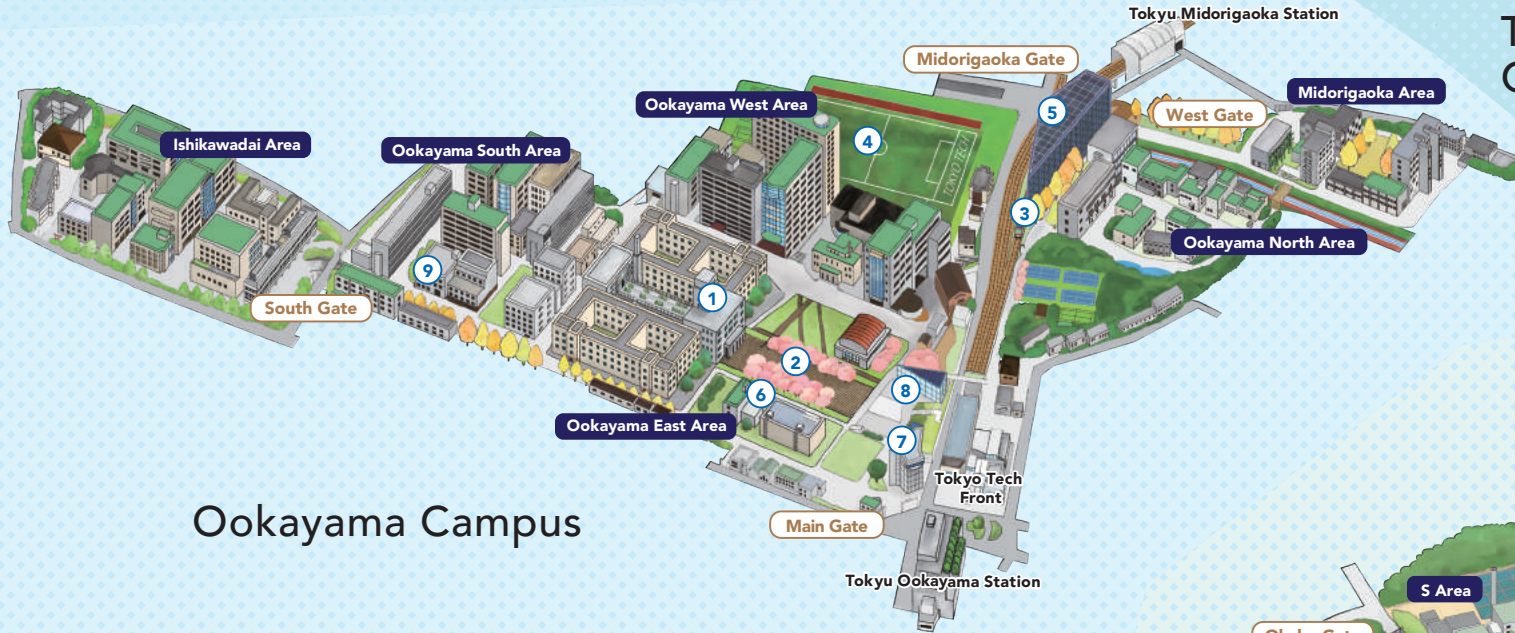 Tokyu Midorigaoka Station
Midorigaoka Gate
Midorigaoka Area
West Gate
Ookayama West Area
Ishikawadai Area
Ookayama South Area
5
4
TOKYO TECH
3
Ookayama North Area
9
South Gate
1
2
8
6
Ookayama East Area
7
Tokyo Tech
Front
Main Gate
Ookayama Campus
Tokyu Ookayama Station
S Area